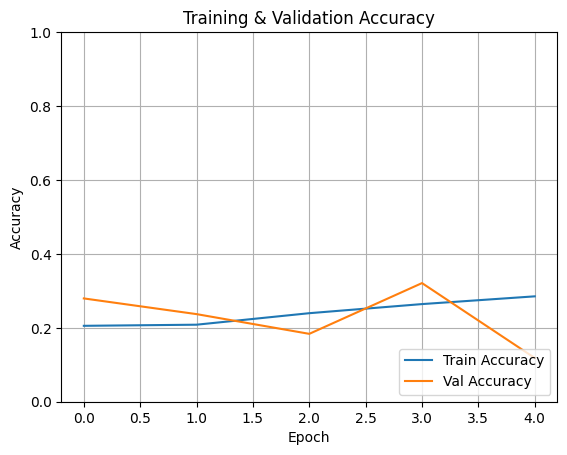 Training & Validation Accuracy
Accuracy
1.0
0.8
0.6
0.4
0.2
0.0
0.0 0.5 1.0 1.5 2.0 2.5 3.0 3.5 4.0
Epoch
Train Accuracy
Val Accuracy